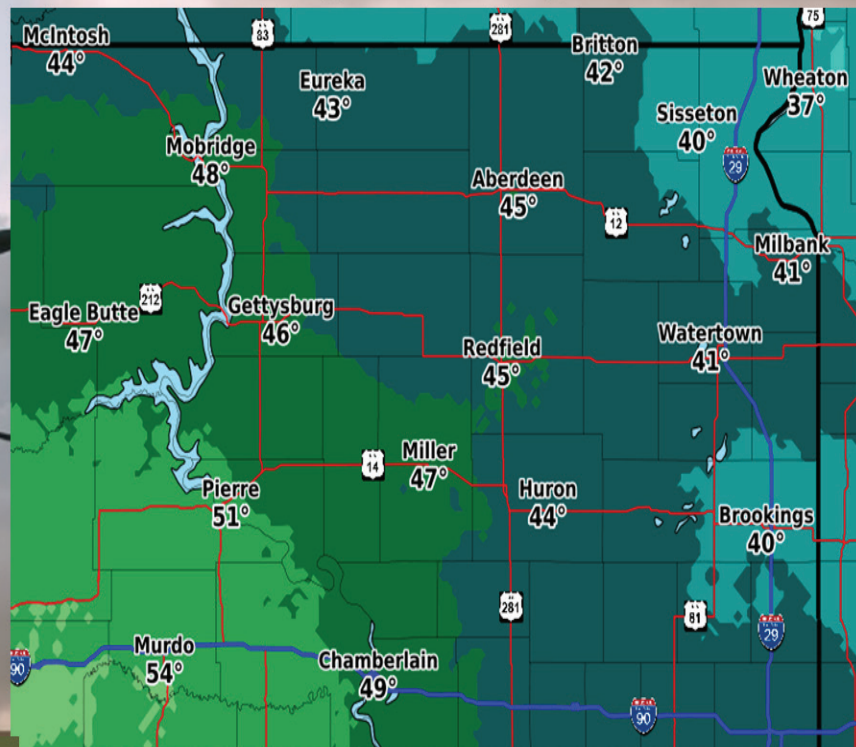 75
83
281
McIntosh
44°
Britton
42°
Eureka
43°
Wheaton
37°
Sisseton
40°
Mobridge
48°
29
Aberdeen
45°
12
Milbank
41°
212
Eagle Butte
47°
Gettysburg
46°
Redfield
45°
Watertown
41°
14
Miller
47°
Pierre
51°
Huron
44°
Brookings
40°
281
81
29
90
Murdo
54°
Chamberlain
49°
90